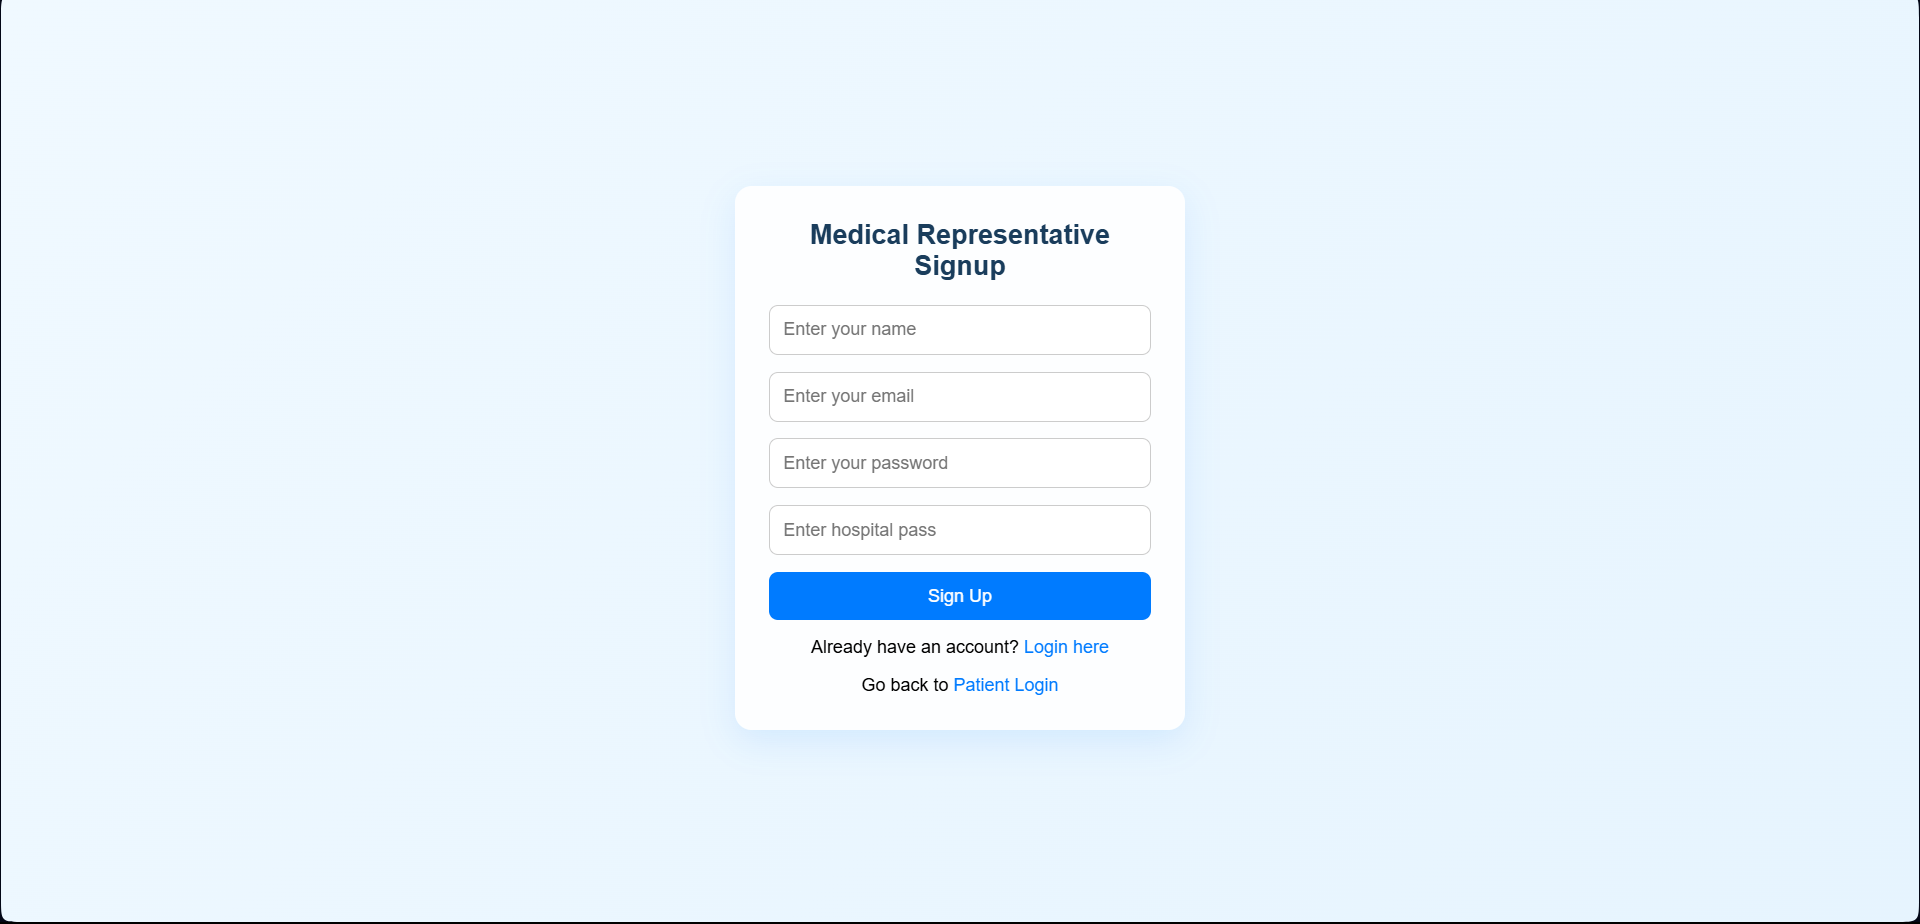 Medical Representative
Signup
Enter your name
Enter your email
Enter your password
Enter hospital pass
Sign Up
Already have an account? Login here
Go back to Patient Login